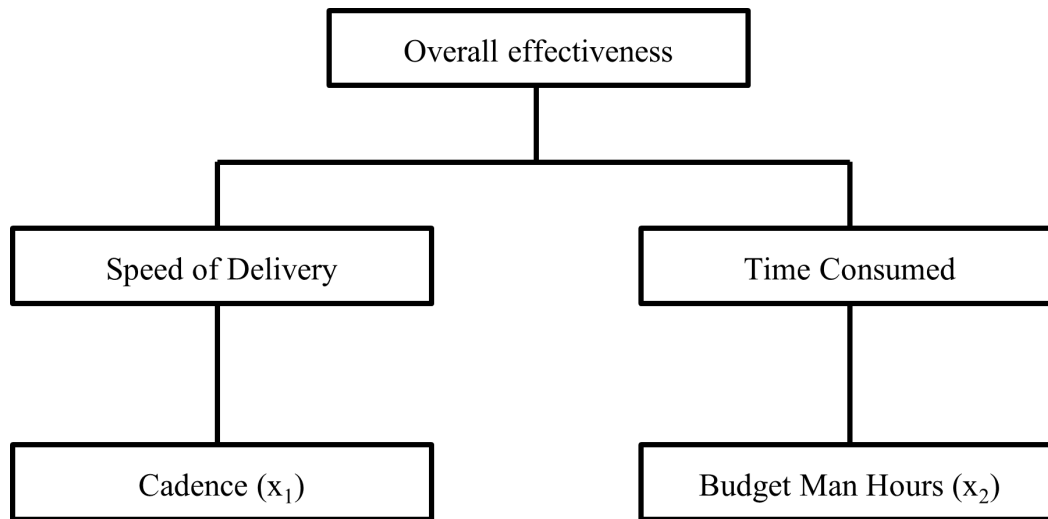 Overall effectiveness
Speed of Delivery
Time Consumed
Cadence (x₁)
Budget Man Hours (x₂)